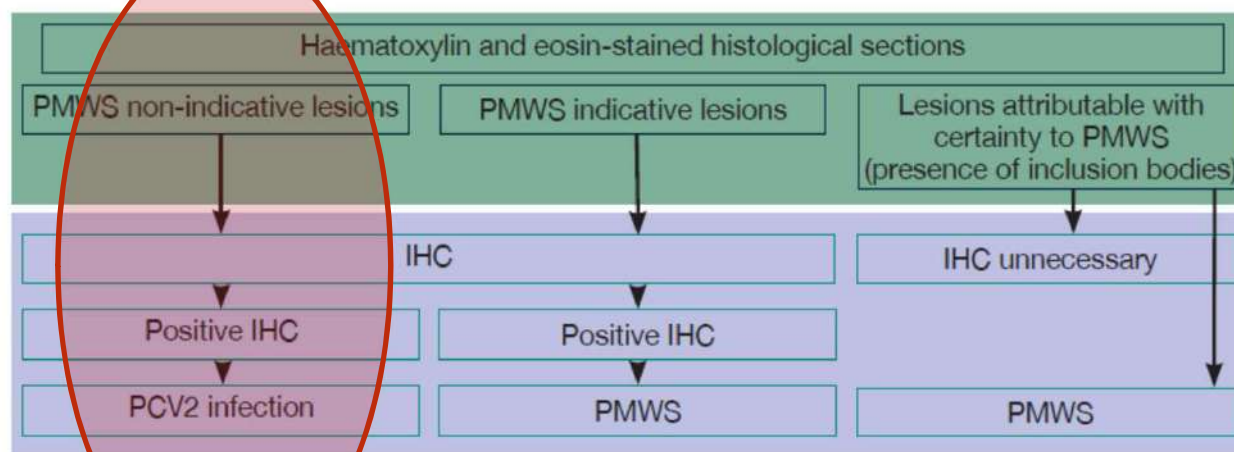 Haematoxylin and eosin-stained histological sections
PMWS non-indicative lesions
PMWS indicative lesions
Lesions attributable with
certainty to PMWS
(presence of inclusion bodies)
IHC
IHC unnecessary
Positive IHC
Positive IHC
PCV2 infection
PMWS
PMWS